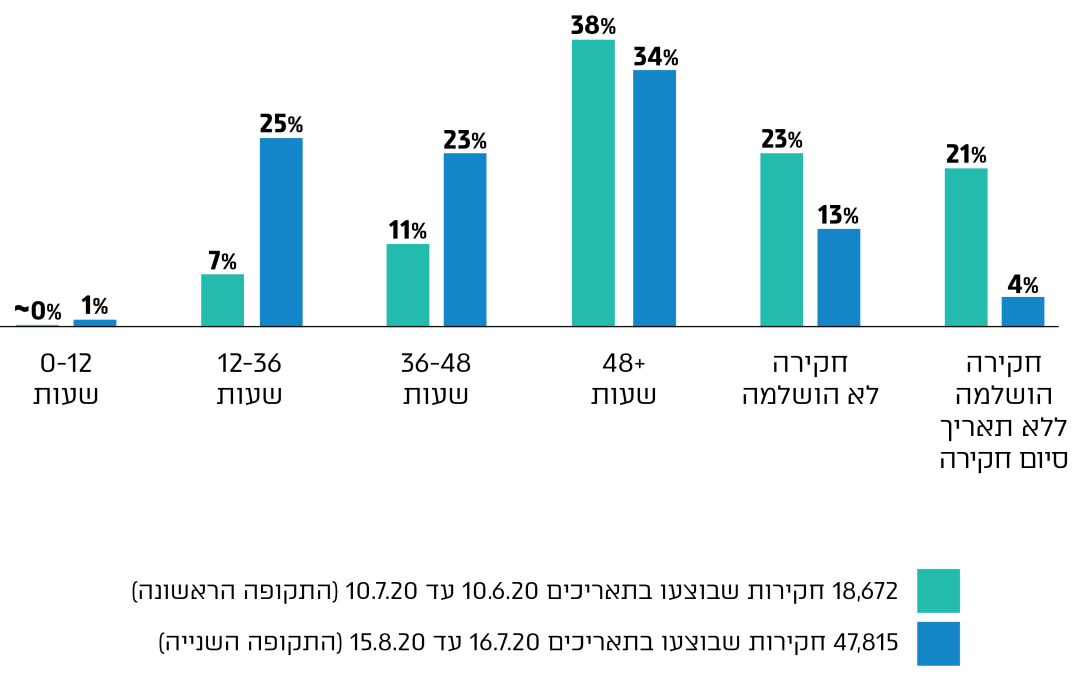 38%
34%
25%
23%
23%
21%
13%
11%
7%
4%
1%
~0%
0-12
שעות
12-36
שעות
36-48
שעות
48+
שעות
חקירה
לא הושלמה
חקירה
הושלמה
ללא תאריך
סיום חקירה
18,672 חקירות שבוצעו בתאריכים 10.6.20 עד 10.7.20 (התקופה הראשונה)
47,815 חקירות שבוצעו בתאריכים 16.7.20 עד 15.8.20 (התקופה השנייה)